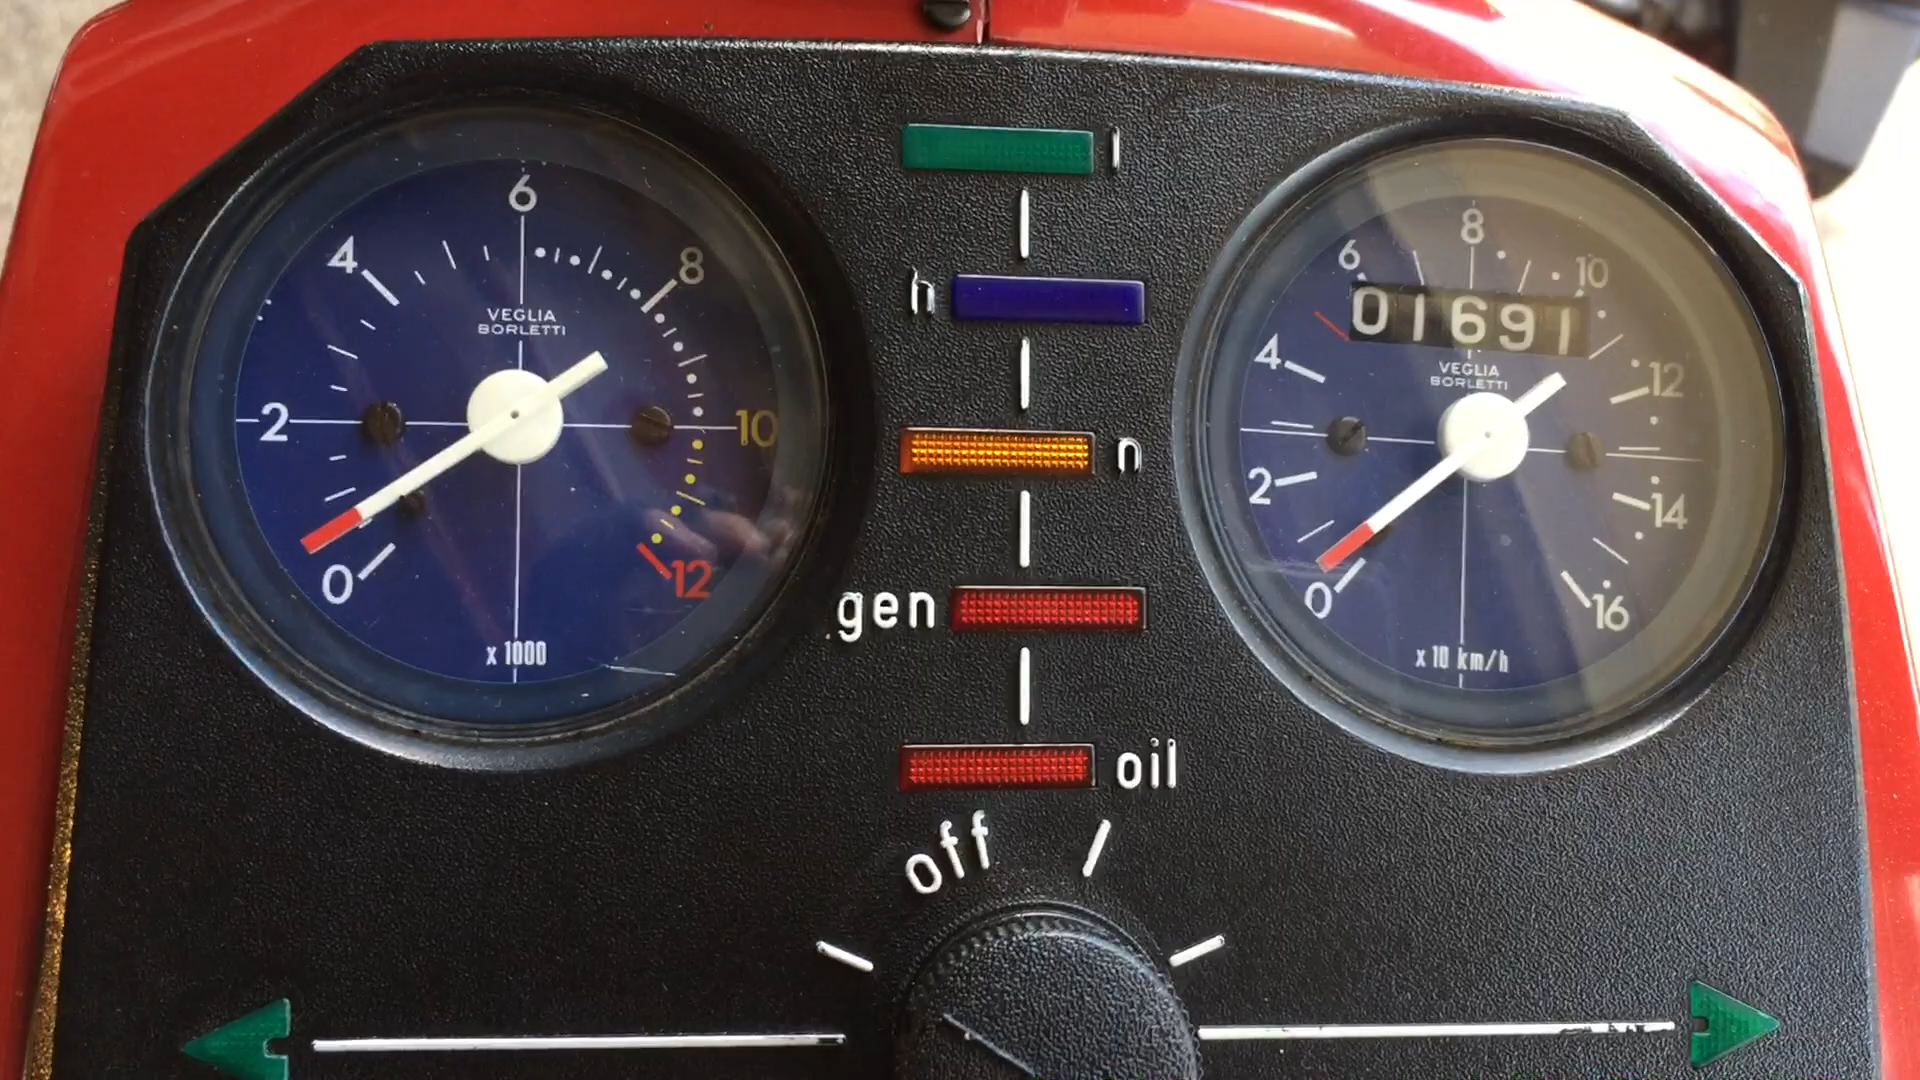 6
4
8
VEGLIA
BORLETTI
2
10
0
12
x 1000
l
h
n
gen
oil
off
8
6
10
01691
4
VEGLIA
BORLETTI
12
2
14
0
16
x 10 km/h